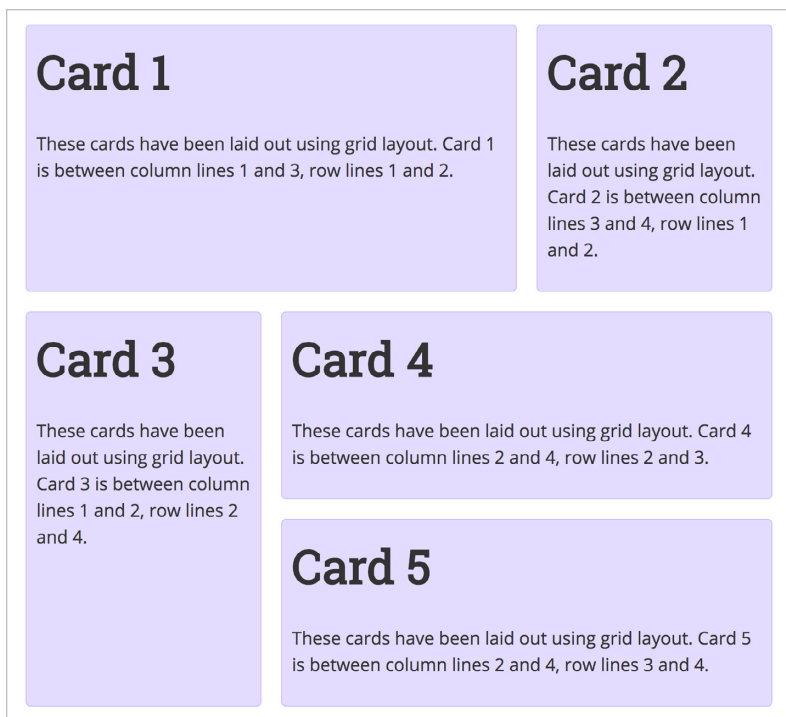 Card 1
These cards have been laid out using grid layout. Card 1
is between column lines 1 and 3, row lines 1 and 2.
Card 2
These cards have been
laid out using grid layout.
Card 2 is between column
lines 3 and 4, row lines 1
and 2.
Card 3
These cards have been
laid out using grid layout.
Card 3 is between column
lines 1 and 2, row lines 2
and 4.
Card 4
These cards have been laid out using grid layout. Card 4
is between column lines 2 and 4, row lines 2 and 3.
Card 5
These cards have been laid out using grid layout. Card 5
is between column lines 2 and 4, row lines 3 and 4.